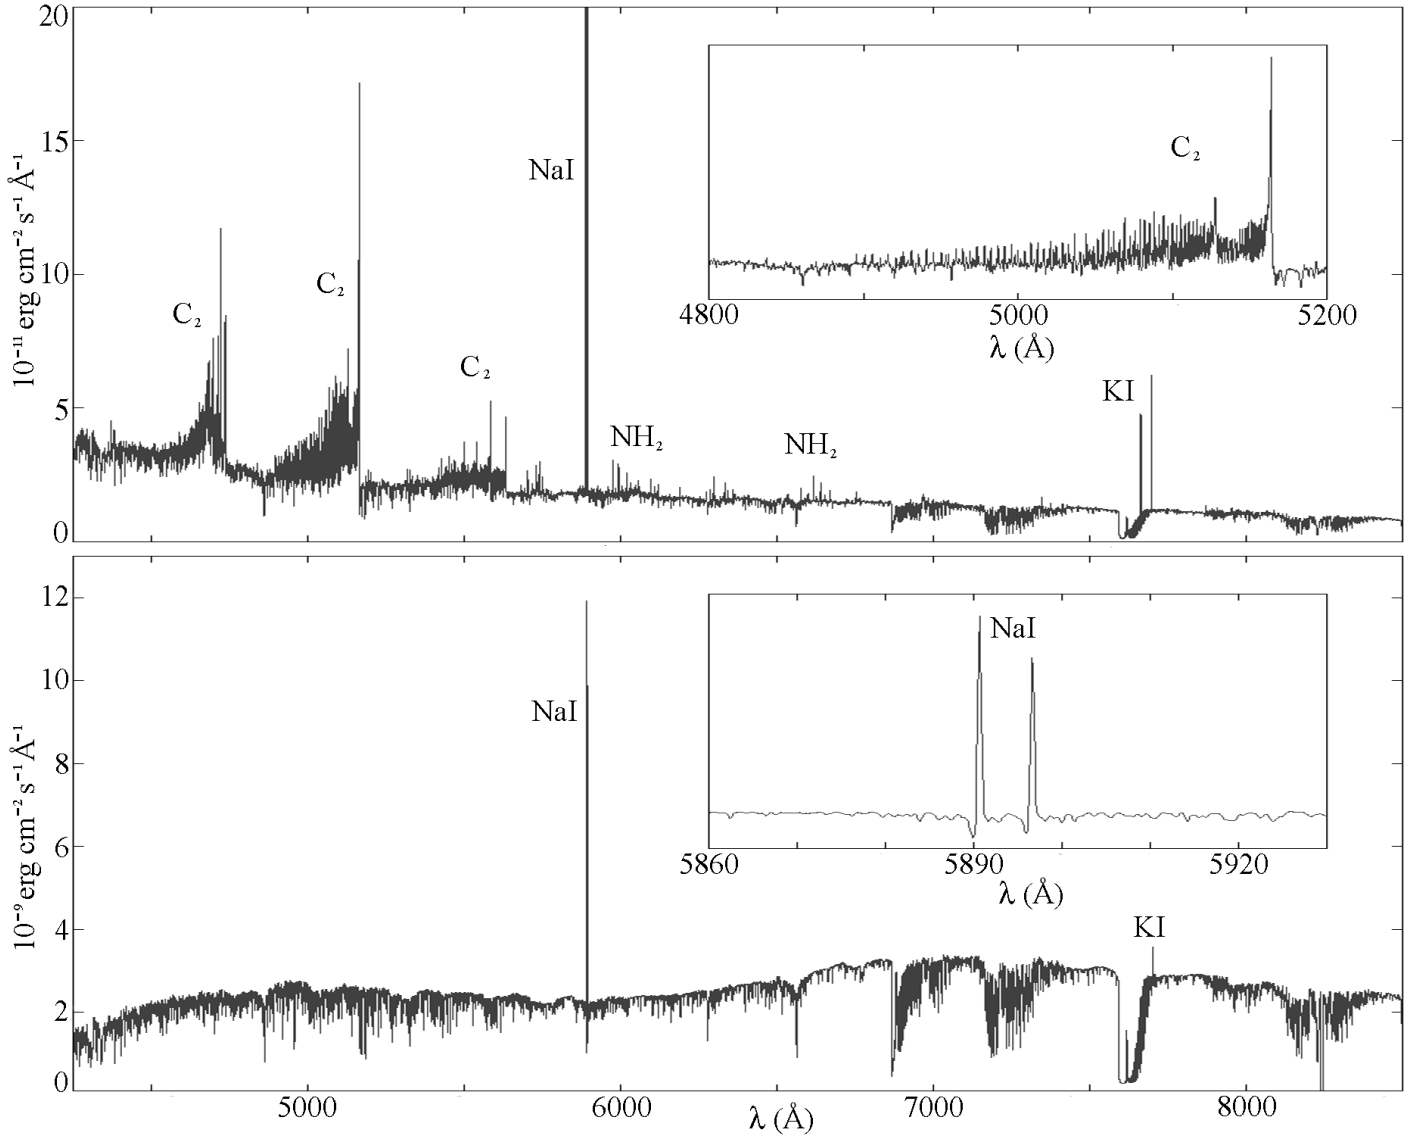 20
15
10
5
0
10⁻¹¹ erg cm⁻² s⁻¹ Å⁻¹
C₂
C₂
C₂
NaI
NH₂
NH₂
KI
C₂
4800
5000
5200
λ (Å)
12
10
8
6
4
2
0
10⁻⁹ erg cm⁻² s⁻¹ Å⁻¹
NaI
KI
NaI
5860
5890
5920
λ (Å)
5000
6000
7000
8000
λ (Å)